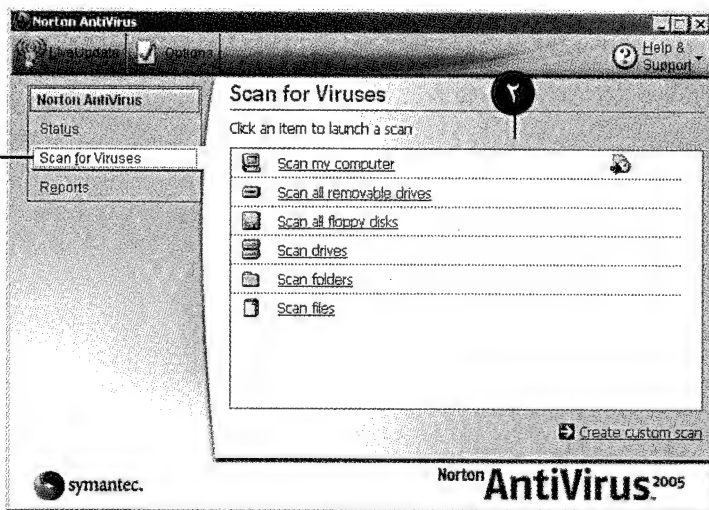 Norton AntiVirus
LiveUpdate Options Help & Support
Norton AntiVirus
Status
Scan for Viruses
Reports
Scan for Viruses
٢
Click an item to launch a scan
Scan my computer
Scan all removable drives
Scan all floppy disks
Scan drives
Scan folders
Scan files
Create custom scan
symantec.
Norton AntiVirus 2005